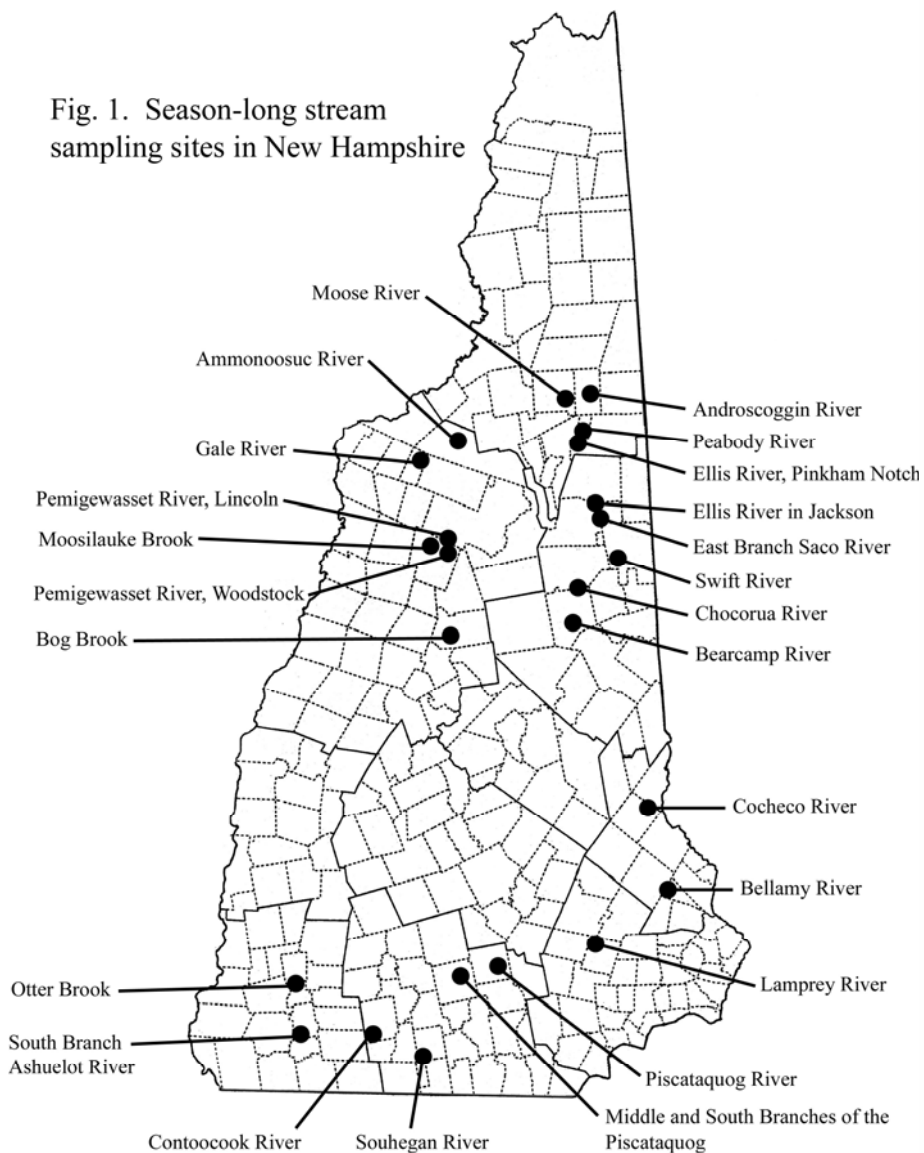 Fig. 1. Season-long stream
sampling sites in New Hampshire
Moose River
Ammonoosuc River
Gale River
Pemigewasset River, Lincoln
Moosilauke Brook
Pemigewasset River, Woodstock
Bog Brook
Androscoggin River
Peabody River
Ellis River, Pinkham Notch
Ellis River in Jackson
East Branch Saco River
Swift River
Chocorua River
Bearcamp River
Cocheco River
Bellamy River
Lamprey River
Otter Brook
South Branch
Ashuelot River
Contoocook River
Souhegan River
Piscataquog River
Middle and South Branches of the
Piscataquog